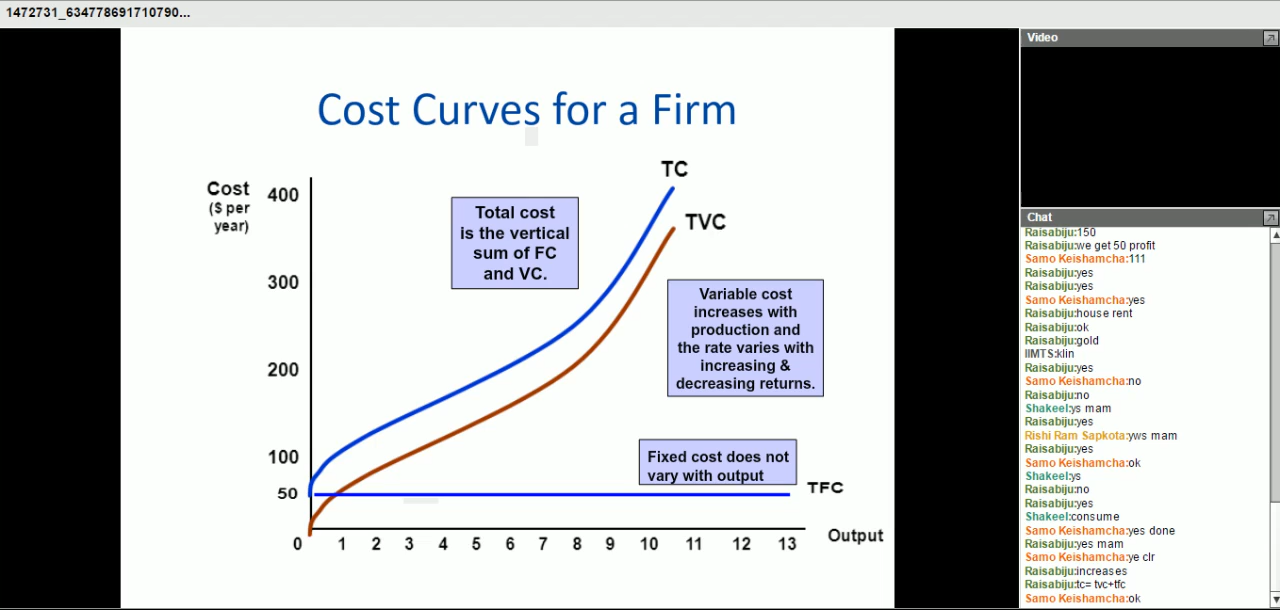 1472731_634778691710790...
Cost Curves for a Firm
Cost
($ per
year)
400
300
200
100
50
0
1 2 3 4 5 6 7 8 9 10 11 12 13
Output
TC
TVC
TFC
Total cost
is the vertical
sum of FC
and VC.
Variable cost
increases with
production and
the rate varies with
increasing &
decreasing returns.
Fixed cost does not
vary with output
Video
Chat
Raisabiju:150
Raisabiju:we get 50 profit
Samo Keishamcha:111
Raisabiju:yes
Raisabiju:yes
Samo Keishamcha:yes
Raisabiju:house rent
Raisabiju:ok
Raisabiju:gold
IIMTS:klin
Raisabiju:yes
Samo Keishamcha:no
Raisabiju:no
Shakeel:ys mam
Raisabiju:yes
Rishi Ram Sapkota:yws mam
Raisabiju:yes
Samo Keishamcha:ok
Shakeel:ys
Raisabiju:no
Raisabiju:yes
Shakeel:consume
Samo Keishamcha:yes done
Raisabiju:yes mam
Samo Keishamcha:ye clr
Raisabiju:increases
Raisabiju:tc= tvc+tfc
Samo Keishamcha:ok